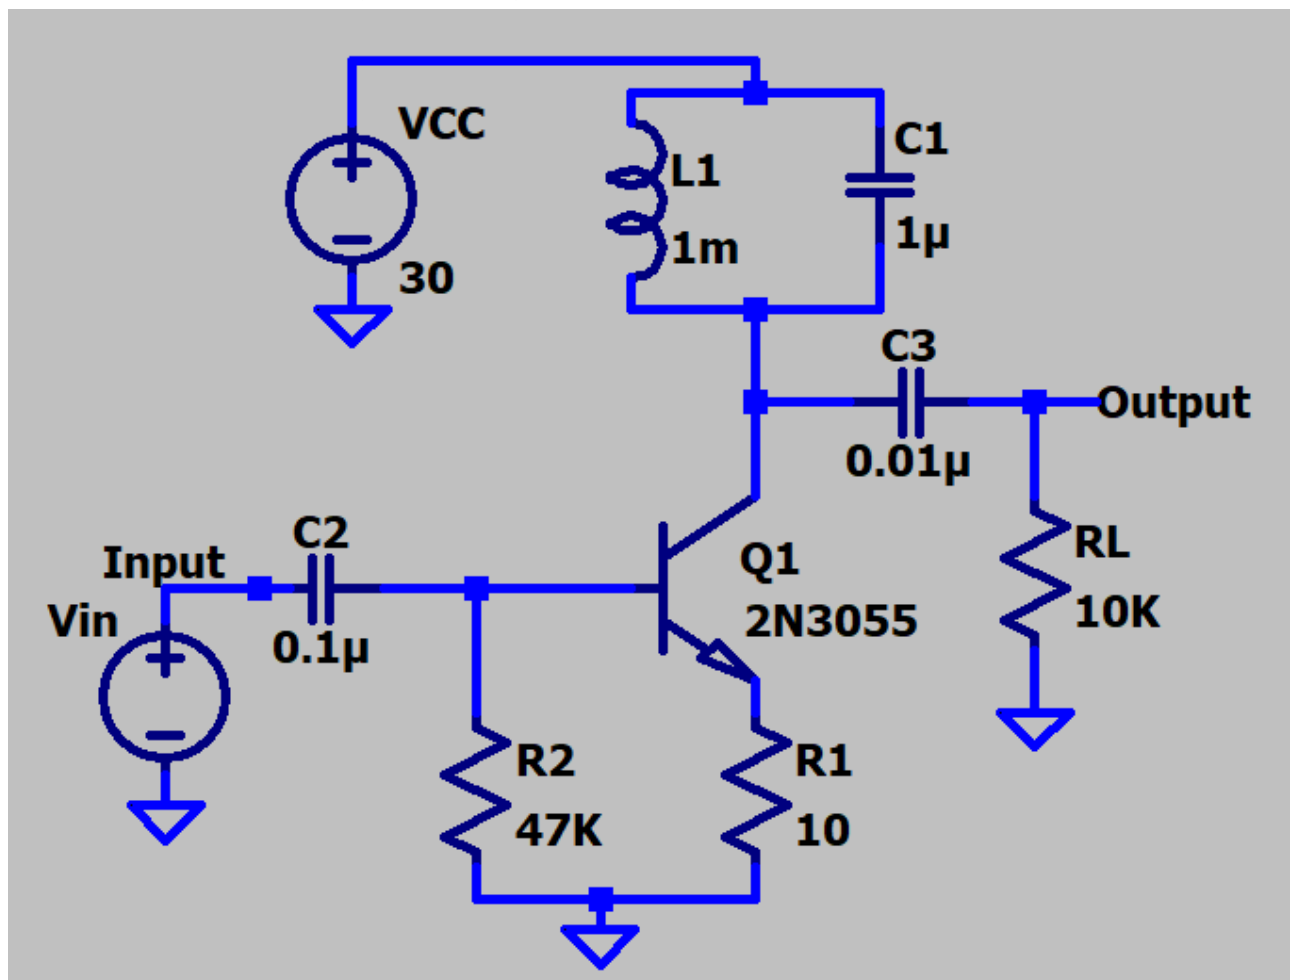 VCC
30
L1
1m
C1
1µ
C3
0.01µ
Output
Input
Vin
C2
0.1µ
Q1
2N3055
RL
10K
R2
47K
R1
10